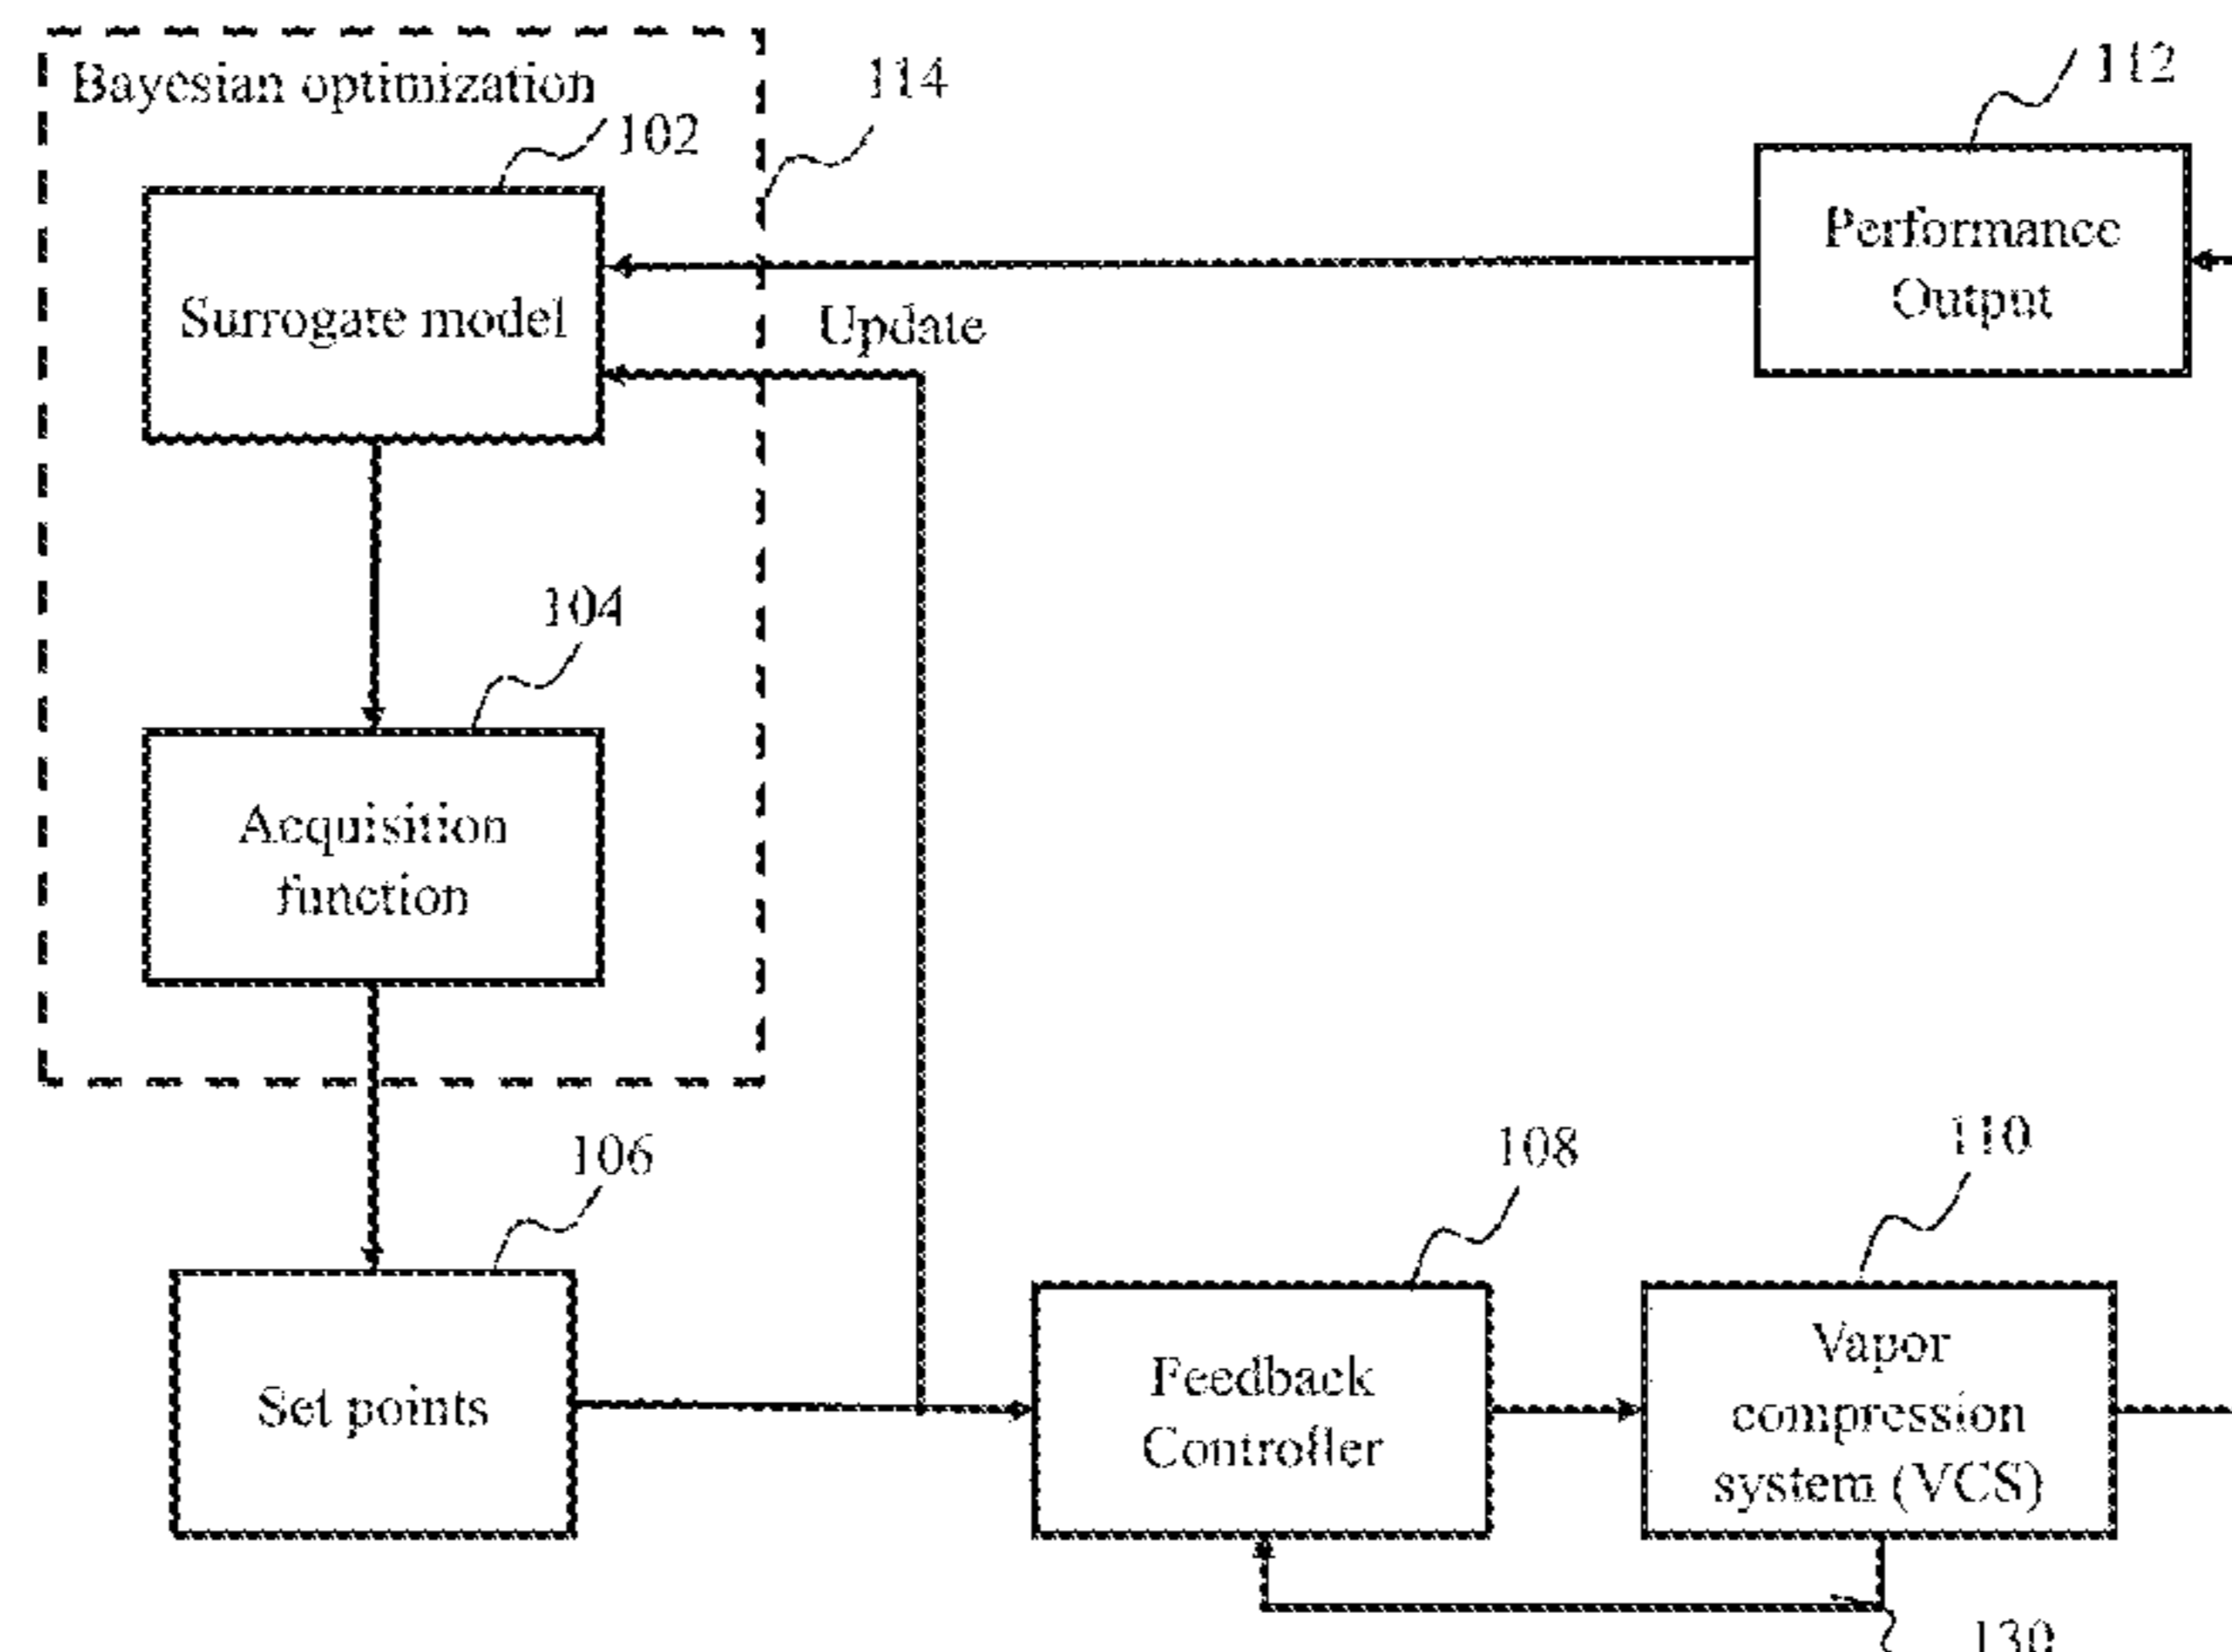 Bayesian optimization
114
112
102
Performance
Output
Surrogate model
Update
104
Acquisition
function
106
108
110
Set points
Feedback
Controller
Vapor
compression
system (VCS)
130